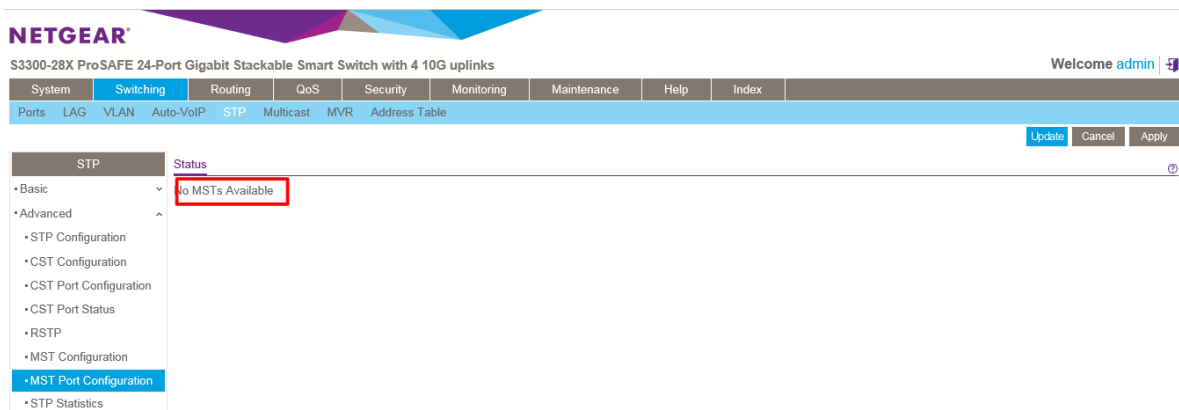 NETGEAR®
S3300-28X ProSAFE 24-Port Gigabit Stackable Smart Switch with 4 10G uplinks
Welcome admin
System Switching Routing QoS Security Monitoring Maintenance Help Index
Ports LAG VLAN Auto-VoIP STP Multicast MVR Address Table
Update Cancel Apply
STP
Status
No MSTs Available
Basic
Advanced
STP Configuration
CST Configuration
CST Port Configuration
CST Port Status
RSTP
MST Configuration
MST Port Configuration
STP Statistics